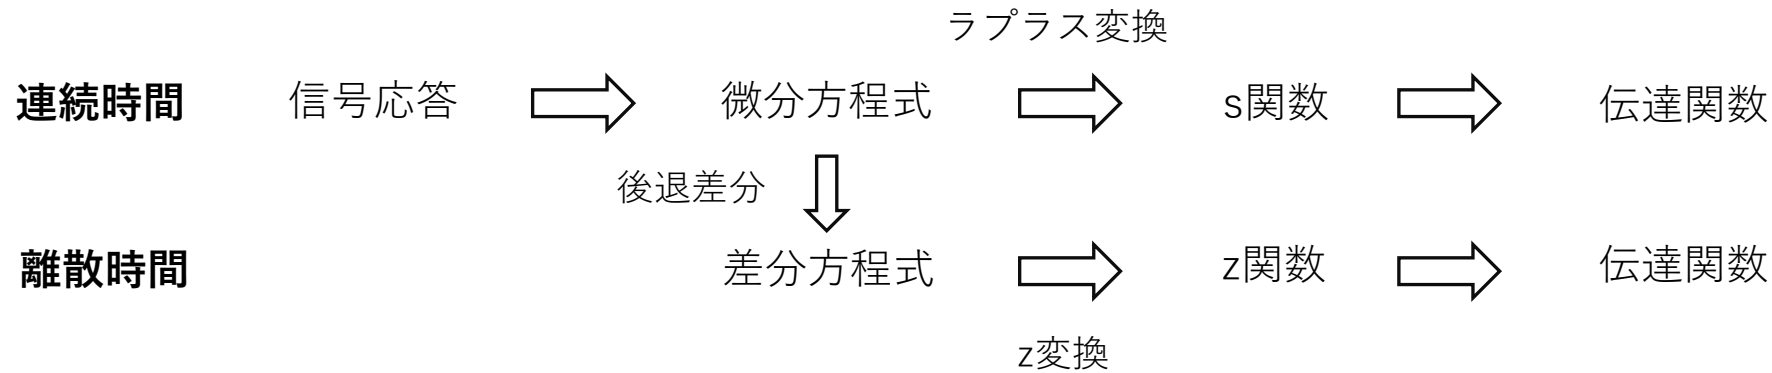 ラプラス変換
連続時間 信号応答 微分方程式 s関数 伝達関数
後退差分
離散時間 差分方程式 z関数 伝達関数
z変換